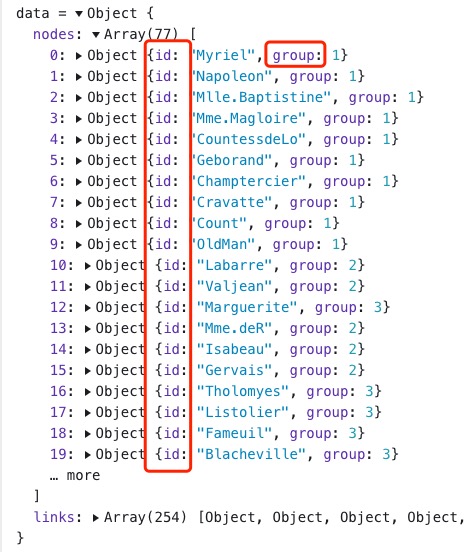 data = ▼Object {
nodes: ▼Array(77) [
0: ▶Object {id: "Myriel", group: 1}
1: ▶Object {id: "Napoleon", group: 1}
2: ▶Object {id: "Mlle.Baptistine", group: 1}
3: ▶Object {id: "Mme.Magloire", group: 1}
4: ▶Object {id: "CountessdeLo", group: 1}
5: ▶Object {id: "Geborand", group: 1}
6: ▶Object {id: "Champtercier", group: 1}
7: ▶Object {id: "Cravatte", group: 1}
8: ▶Object {id: "Count", group: 1}
9: ▶Object {id: "OldMan", group: 1}
10: ▶Object {id: "Labarre", group: 2}
11: ▶Object {id: "Valjean", group: 2}
12: ▶Object {id: "Marguerite", group: 3}
13: ▶Object {id: "Mme.deR", group: 2}
14: ▶Object {id: "Isabeau", group: 2}
15: ▶Object {id: "Gervais", group: 2}
16: ▶Object {id: "Tholomyes", group: 3}
17: ▶Object {id: "Listolier", group: 3}
18: ▶Object {id: "Fameuil", group: 3}
19: ▶Object {id: "Blacheville", group: 3}
… more
]
links: ▶Array(254) [Object, Object, Object, Object,
}